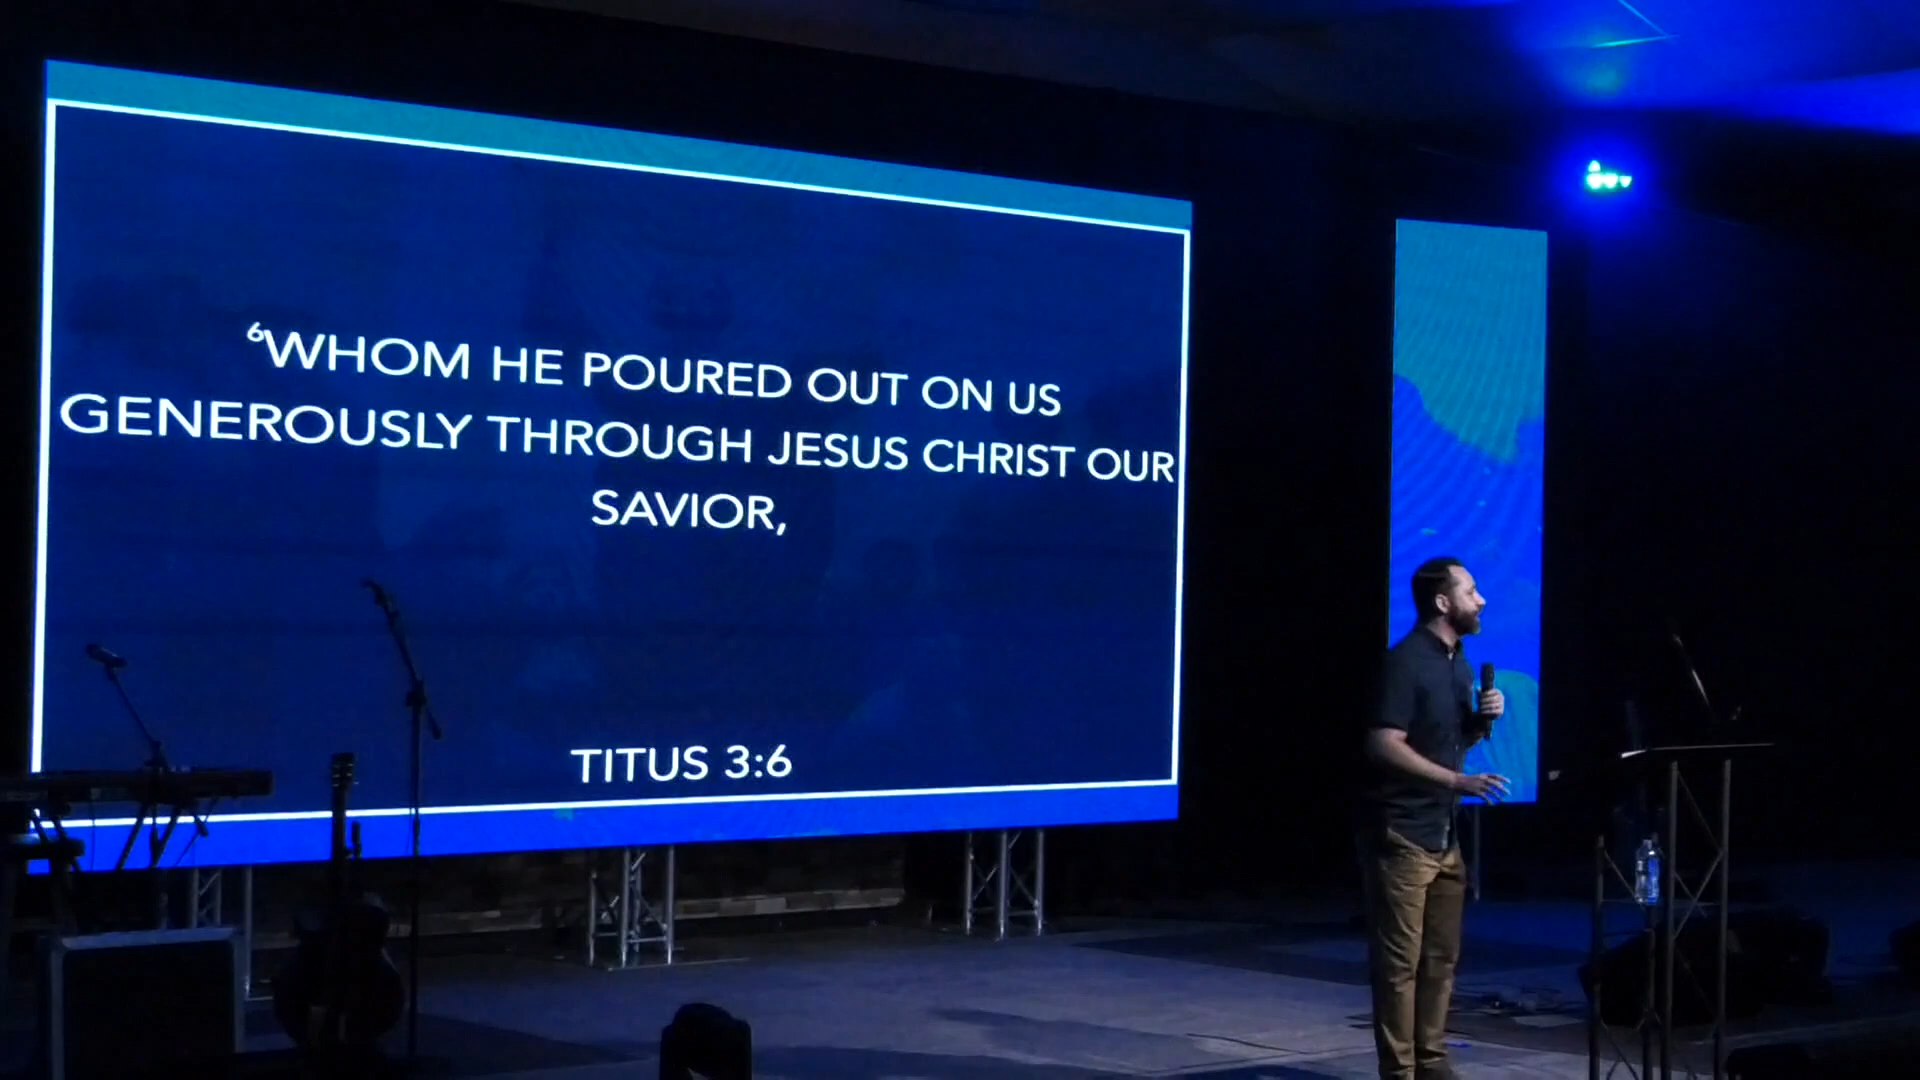 ⁶WHOM HE POURED OUT ON US
GENEROUSLY THROUGH JESUS CHRIST OUR
SAVIOR,
TITUS 3:6